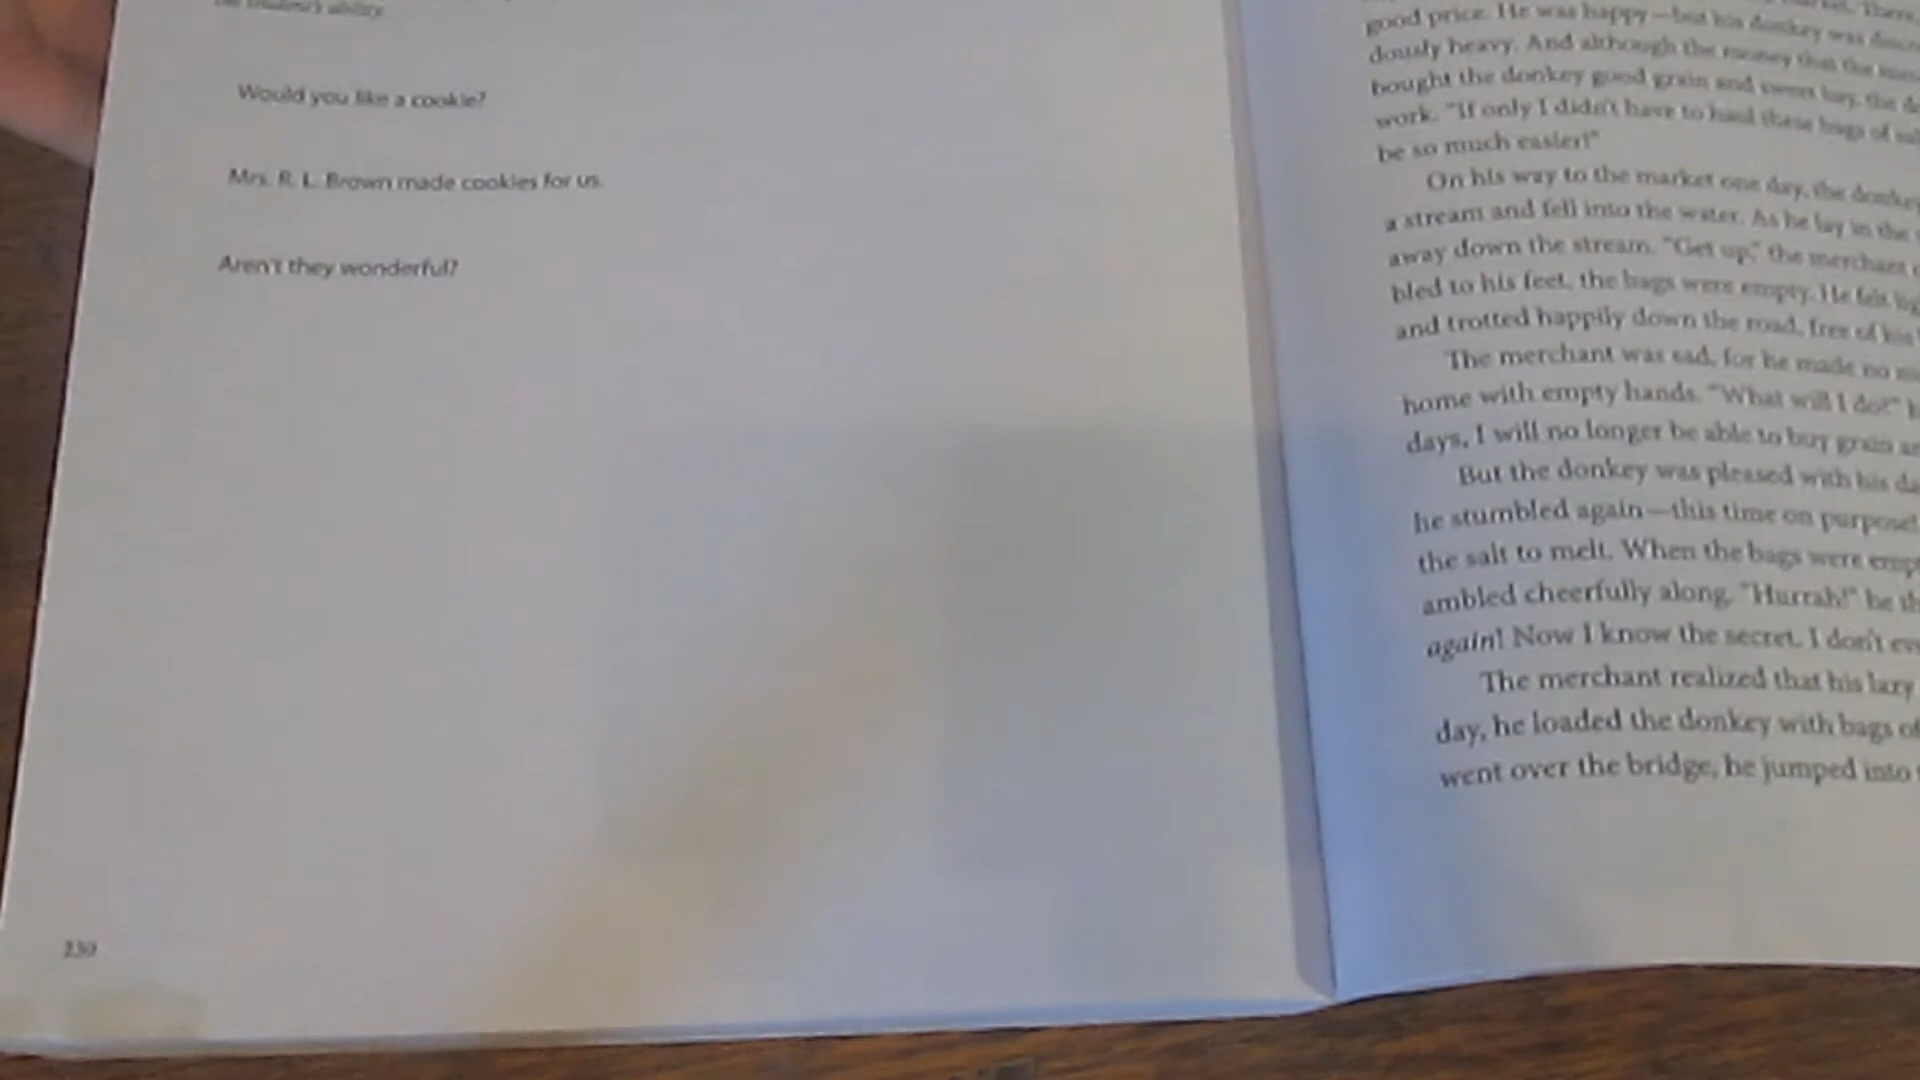 the student's ability.
Would you like a cookie?
Mrs. R. L. Brown made cookies for us.
Aren't they wonderful?
230
good price. He was happy—but his donkey was
dously heavy. And although the money that the
bought the donkey good grain and sweet hay, the
work. "If only I didn't have to haul these bags of
be so much easier!"
On his way to the market one day, the donkey
a stream and fell into the water. As he lay in the
away down the stream. "Get up," the merchant
bled to his feet, the bags were empty. He felt
and trotted happily down the road, free of his
The merchant was sad, for he made no
home with empty hands. "What will I do?"
days, I will no longer be able to buy grain
But the donkey was pleased with his
he stumbled again—this time on purpose!
the salt to melt. When the bags were
ambled cheerfully along. "Hurrah!" he
again! Now I know the secret. I don't
The merchant realized that his lazy
day, he loaded the donkey with bags of
went over the bridge, he jumped into